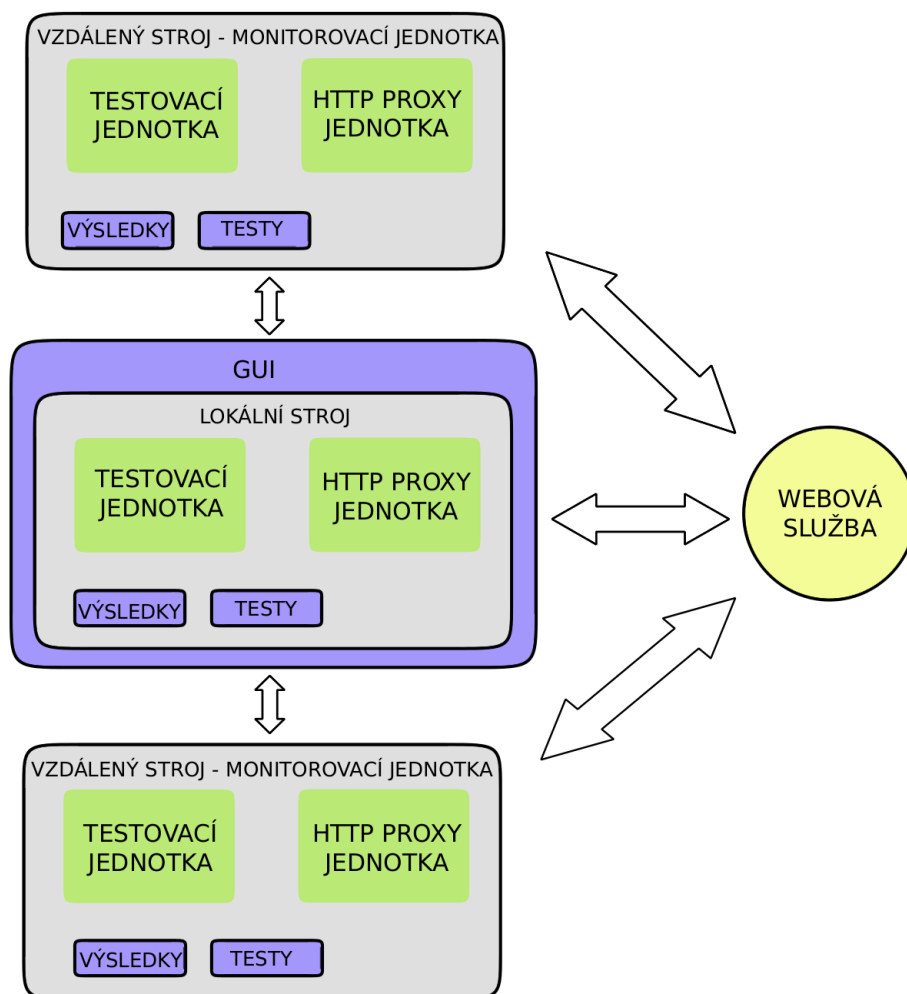 VZDÁLENÝ STROJ - MONITOROVACÍ JEDNOTKA
TESTOVACÍ
JEDNOTKA
HTTP PROXY
JEDNOTKA
VÝSLEDKY
TESTY
GUI
LOKÁLNÍ STROJ
TESTOVACÍ
JEDNOTKA
HTTP PROXY
JEDNOTKA
VÝSLEDKY
TESTY
WEBOVÁ
SLUŽBA
VZDÁLENÝ STROJ - MONITOROVACÍ JEDNOTKA
TESTOVACÍ
JEDNOTKA
HTTP PROXY
JEDNOTKA
VÝSLEDKY
TESTY